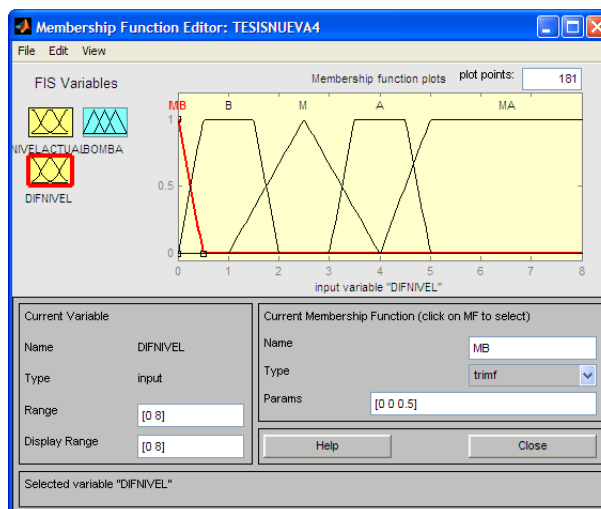 Membership Function Editor: TESISNUEVA4
File Edit View
FIS Variables
Membership function plots plot points: 181
MB B M A MA
NIVELACTUAL BOMBA
DIFNIVEL
1
0.5
0
0 1 2 3 4 5 6 7 8
input variable "DIFNIVEL"
Current Variable
Name DIFNIVEL
Type input
Range [0 8]
Display Range [0 8]
Current Membership Function (click on MF to select)
Name MB
Type trimf
Params [0 0 0.5]
Help Close
Selected variable "DIFNIVEL"